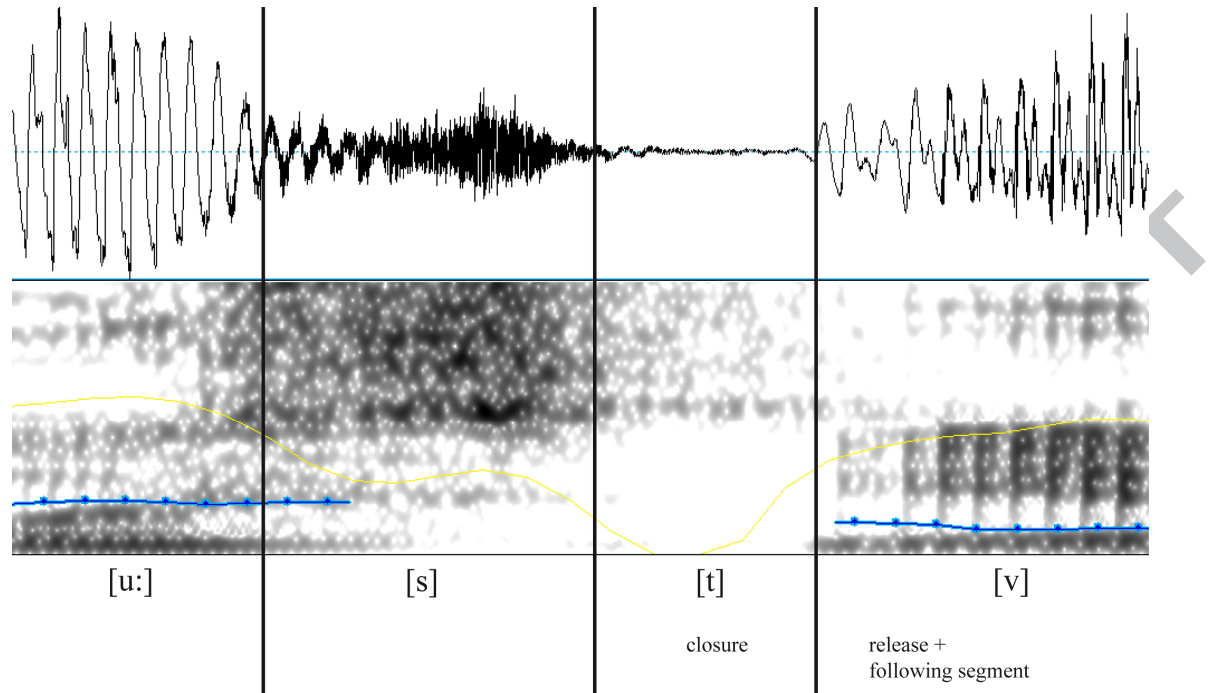 [u:] [s] [t] [v]
closure release +
following segment